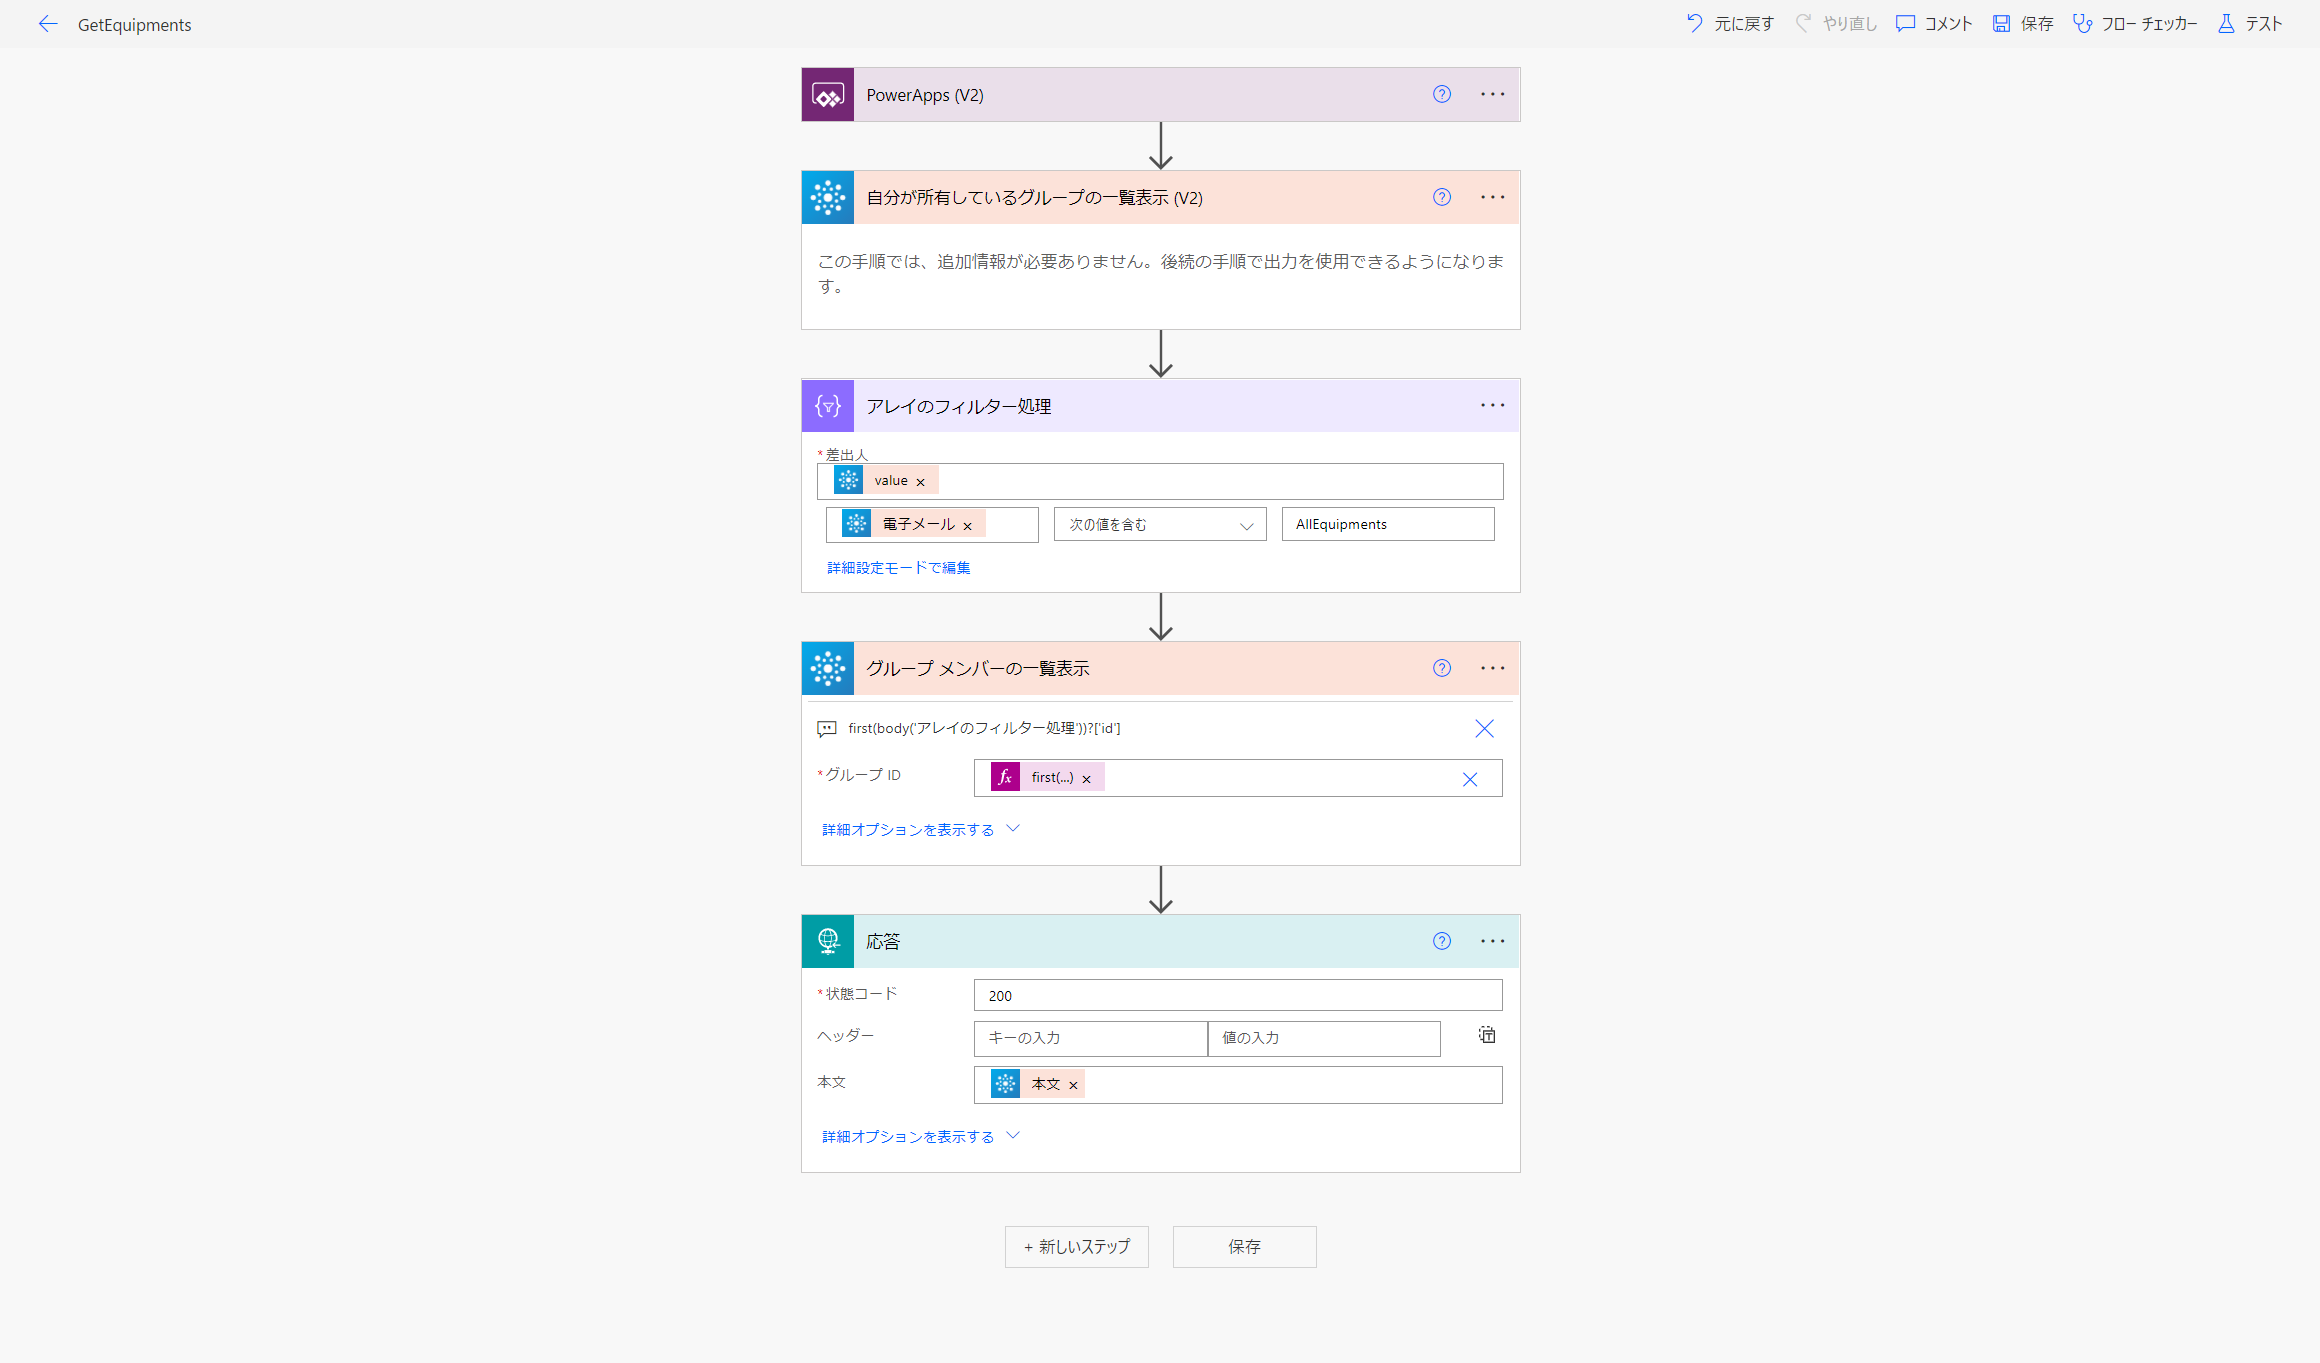 GetEquipments
元に戻す
やり直し
コメント
保存
フロー チェッカー
テスト
PowerApps (V2)
自分が所有しているグループの一覧表示 (V2)
この手順では、追加情報が必要ありません。後続の手順で出力を使用できるようになりま
す。
アレイのフィルター処理
*差出人
value ×
電子メール ×
次の値を含む
AllEquipments
詳細設定モードで編集
グループ メンバーの一覧表示
first(body('アレイのフィルター処理'))?['id']
*グループ ID
fx first(...) ×
詳細オプションを表示する
応答
*状態コード
200
ヘッダー
キーの入力
値の入力
本文
本文 ×
詳細オプションを表示する
+ 新しいステップ
保存